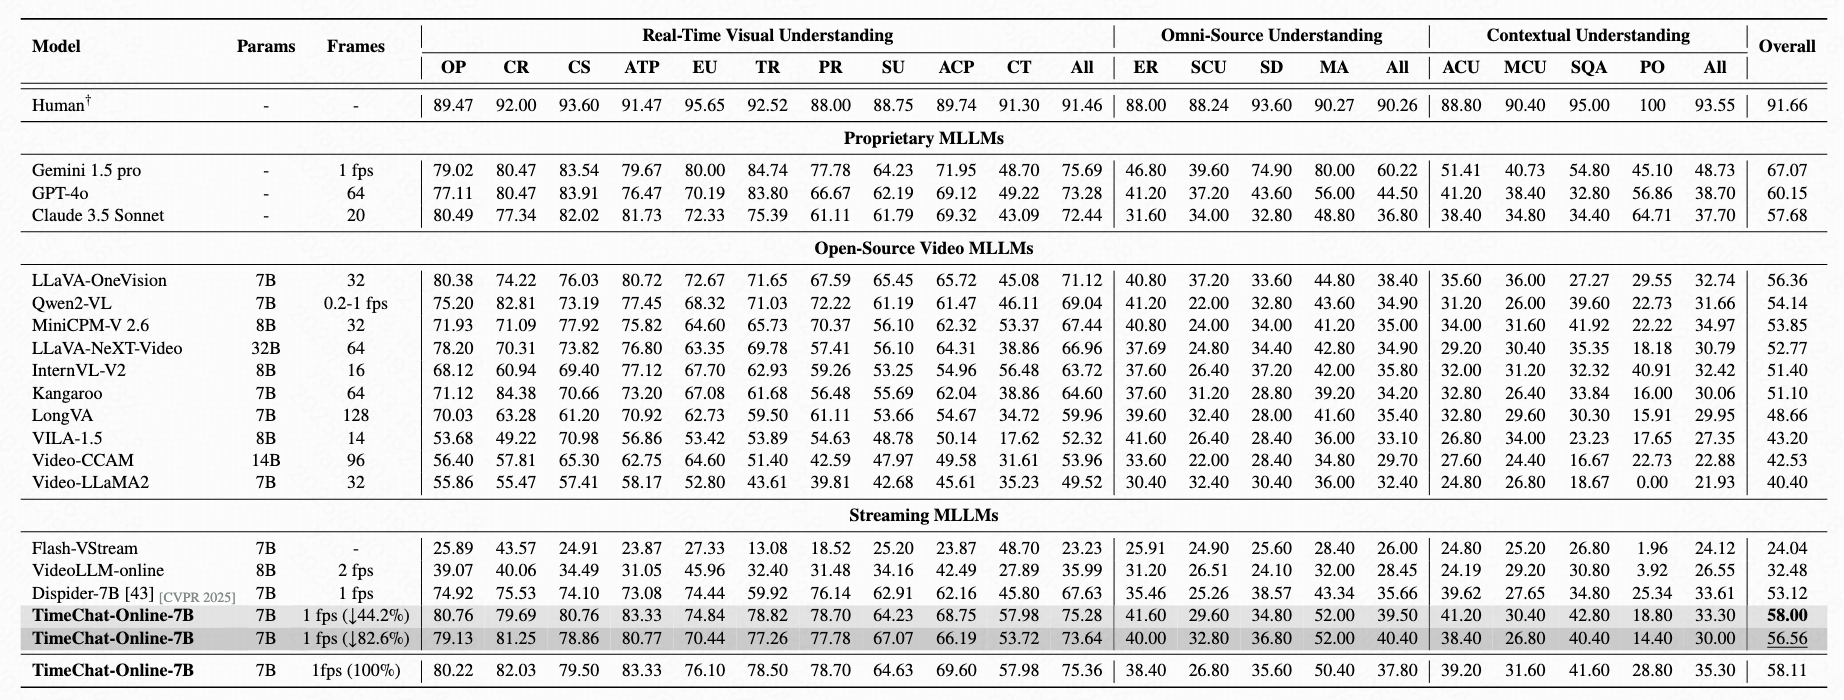 Model Params Frames Real-Time Visual Understanding Omni-Source Understanding Contextual Understanding Overall
OP CR CS ATP EU TR PR SU ACP CT All ER SCU SD MA All ACU MCU SQA PO All
Human† - - 89.47 92.00 93.60 91.47 95.65 92.52 88.00 88.75 89.74 91.30 91.46 88.00 88.24 93.60 90.27 90.26 88.80 90.40 95.00 100 93.55 91.66
Proprietary MLLMs
Gemini 1.5 pro - 1 fps 79.02 80.47 83.54 79.67 80.00 84.74 77.78 64.23 71.95 48.70 75.69 46.80 39.60 74.90 80.00 60.22 51.41 40.73 54.80 45.10 48.73 67.07
GPT-4o - 64 77.11 80.47 83.91 76.47 70.19 83.80 66.67 62.19 69.12 49.22 73.28 41.20 37.20 43.60 56.00 44.50 41.20 38.40 32.80 56.86 38.70 60.15
Claude 3.5 Sonnet - 20 80.49 77.34 82.02 81.73 72.33 75.39 61.11 61.79 69.32 43.09 72.44 31.60 34.00 32.80 48.80 36.80 38.40 34.80 34.40 64.71 37.70 57.68
Open-Source Video MLLMs
LLaVA-OneVision 7B 32 80.38 74.22 76.03 80.72 72.67 71.65 67.59 65.45 65.72 45.08 71.12 40.80 37.20 33.60 44.80 38.40 35.60 36.00 27.27 29.55 32.74 56.36
Qwen2-VL 7B 0.2-1 fps 75.20 82.81 73.19 77.45 68.32 71.03 72.22 61.19 61.47 46.11 69.04 41.20 22.00 32.80 43.60 34.90 31.20 26.00 39.60 22.73 31.66 54.14
MiniCPM-V 2.6 8B 32 71.93 71.09 77.92 75.82 64.60 65.73 70.37 56.10 62.32 53.37 67.44 40.80 24.00 34.00 41.20 35.00 34.00 31.60 41.92 22.22 34.97 53.85
LLaVA-NeXT-Video 32B 64 78.20 70.31 73.82 76.80 63.35 69.78 57.41 56.10 64.31 38.86 66.96 37.69 24.80 34.40 42.80 34.90 29.20 30.40 35.35 18.18 30.79 52.77
InternVL-V2 8B 16 68.12 60.94 69.40 77.12 67.70 62.93 59.26 53.25 54.96 56.48 63.72 37.60 26.40 37.20 42.00 35.80 32.00 31.20 32.32 40.91 32.42 51.40
Kangaroo 7B 64 71.12 84.38 70.66 73.20 67.08 61.68 56.48 55.69 62.04 38.86 64.60 37.60 31.20 28.80 39.20 34.20 32.80 26.40 33.84 16.00 30.06 51.10
LongVA 7B 128 70.03 63.28 61.20 70.92 62.73 59.50 61.11 53.66 54.67 34.72 59.96 39.60 32.40 28.00 41.60 35.40 32.80 29.60 30.30 15.91 29.95 48.66
VILA-1.5 8B 14 53.68 49.22 70.98 56.86 53.42 53.89 54.63 48.78 50.14 17.62 52.32 41.60 26.40 28.40 36.00 33.10 26.80 34.00 23.23 17.65 27.35 43.20
Video-CCAM 14B 96 56.40 57.81 65.30 62.75 64.60 51.40 42.59 47.97 49.58 31.61 53.96 33.60 22.00 28.40 34.80 29.70 27.60 24.40 16.67 22.73 22.88 42.53
Video-LLaMA2 7B 32 55.86 55.47 57.41 58.17 52.80 43.61 39.81 42.68 45.61 35.23 49.52 30.40 32.40 30.40 36.00 32.40 24.80 26.80 18.67 0.00 21.93 40.40
Streaming MLLMs
Flash-VStream 7B - 25.89 43.57 24.91 23.87 27.33 13.08 18.52 25.20 23.87 48.70 23.23 25.91 24.90 25.60 28.40 26.00 24.80 25.20 26.80 1.96 24.12 24.04
VideoLLM-online 8B 2 fps 39.07 40.06 34.49 31.05 45.96 32.40 31.48 34.16 42.49 27.89 35.99 31.20 26.51 24.10 32.00 28.45 24.19 29.20 30.80 3.92 26.55 32.48
Dispider-7B [43] [CVPR 2025] 7B 1 fps 74.92 75.53 74.10 73.08 74.44 59.92 76.14 62.91 62.16 45.80 67.63 35.46 25.26 38.57 43.34 35.66 39.62 27.65 34.80 25.34 33.61 53.12
TimeChat-Online-7B 7B 1 fps (↓44.2%) 80.76 79.69 80.76 83.33 74.84 78.82 78.70 64.23 68.75 57.98 75.28 41.60 29.60 34.80 52.00 39.50 41.20 30.40 42.80 18.80 33.30 58.00
TimeChat-Online-7B 7B 1 fps (↓82.6%) 79.13 81.25 78.86 80.77 70.44 77.26 77.78 67.07 66.19 53.72 73.64 40.00 32.80 36.80 52.00 40.40 38.40 26.80 40.40 14.40 30.00 56.56
TimeChat-Online-7B 7B 1fps (100%) 80.22 82.03 79.50 83.33 76.10 78.50 78.70 64.63 69.60 57.98 75.36 38.40 26.80 35.60 50.40 37.80 39.20 31.60 41.60 28.80 35.30 58.11